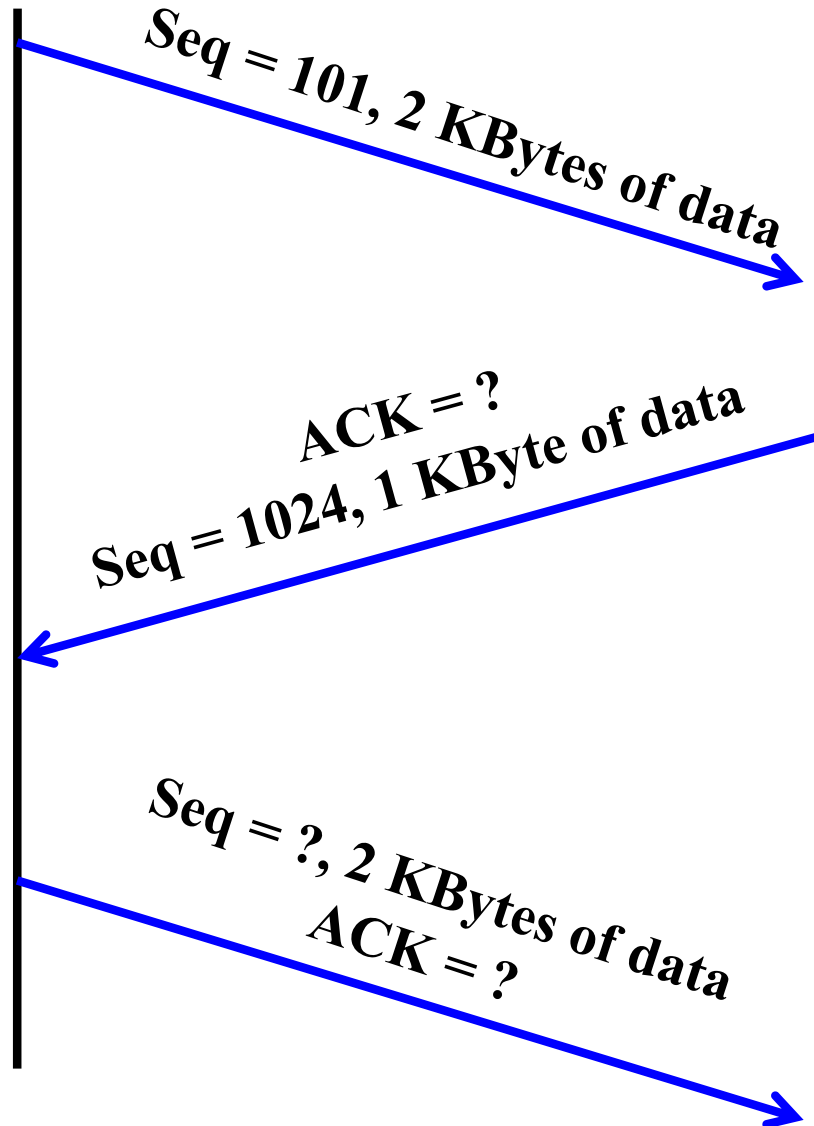 Seq = 101, 2 KBytes of data
ACK = ?
Seq = 1024, 1 KByte of data
Seq = ?, 2 KBytes of data
ACK = ?